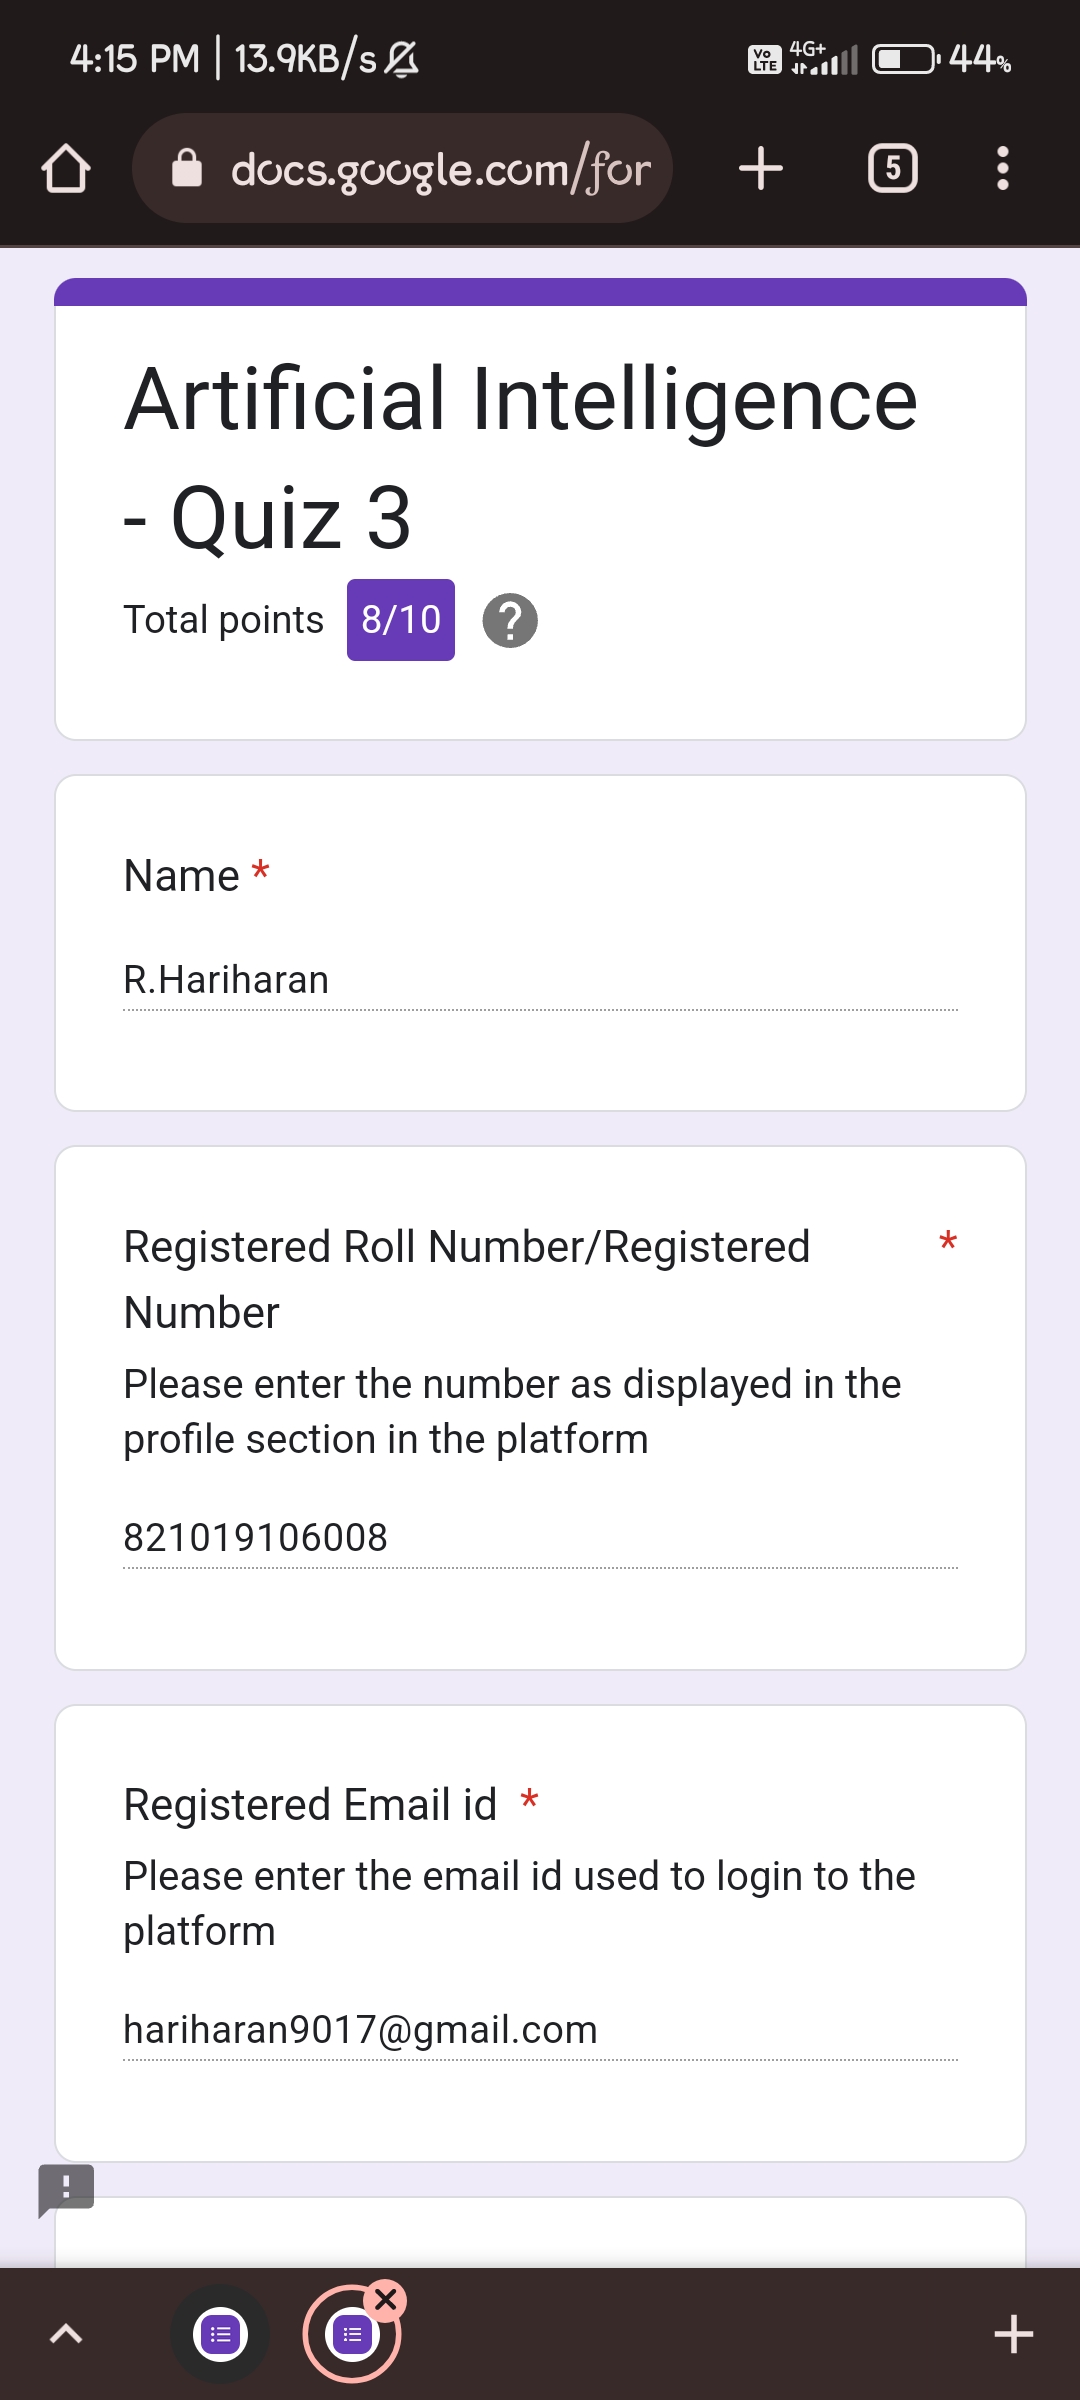 4:15 PM | 13.9KB/s
Vo LTE 4G+ 44%
docs.google.com/for
5
Artificial Intelligence
- Quiz 3
Total points 8/10 ?
Name *
R.Hariharan
Registered Roll Number/Registered *
Number
Please enter the number as displayed in the
profile section in the platform
821019106008
Registered Email id *
Please enter the email id used to login to the
platform
hariharan9017@gmail.com